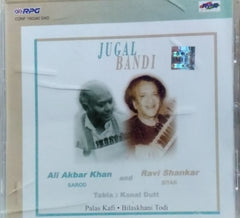 RPG
JUGAL
BANDI
Ali Akbar Khan and Ravi Shankar
SAROD SITAR
Tabla : Kanai Dutt
Palas Kafi • Bilaskhani Todi